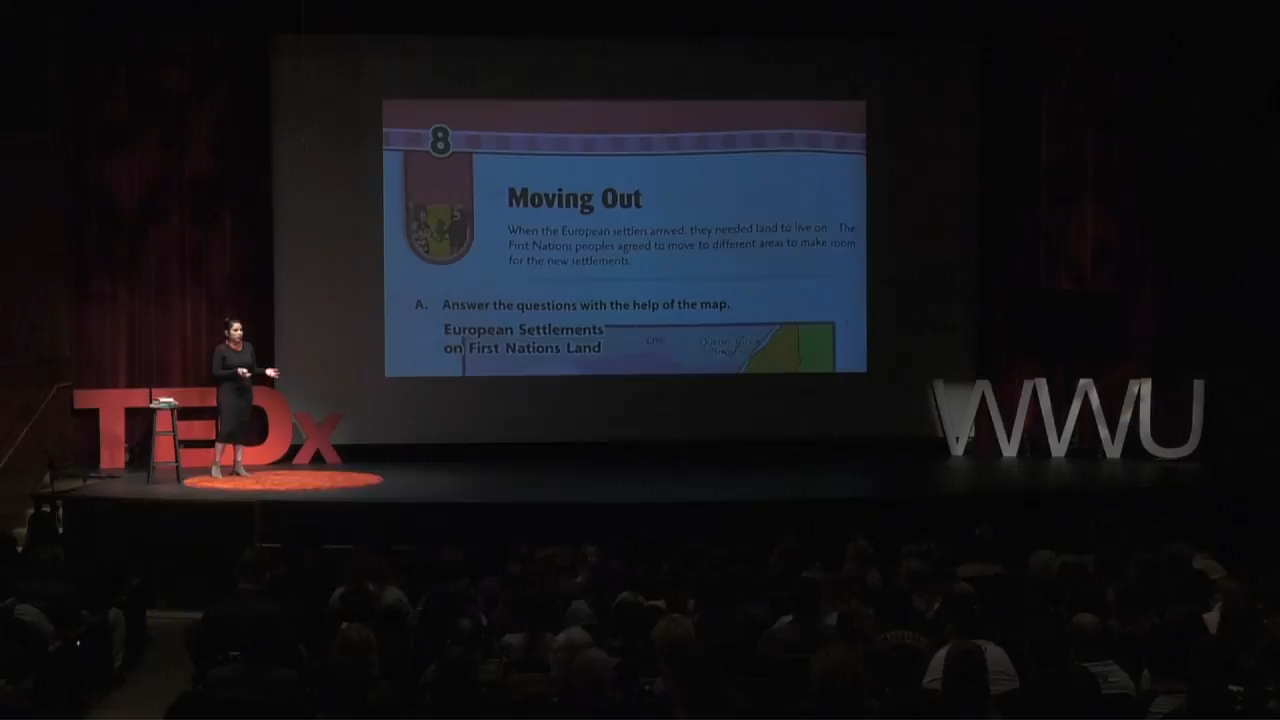 8
Moving Out
When the European settlers arrived, they needed land to live on. The
First Nations peoples agreed to move to different areas to make room
for the new settlements.
A. Answer the questions with the help of the map.
European Settlements
on First Nations Land
Cree
TEDx
WWU